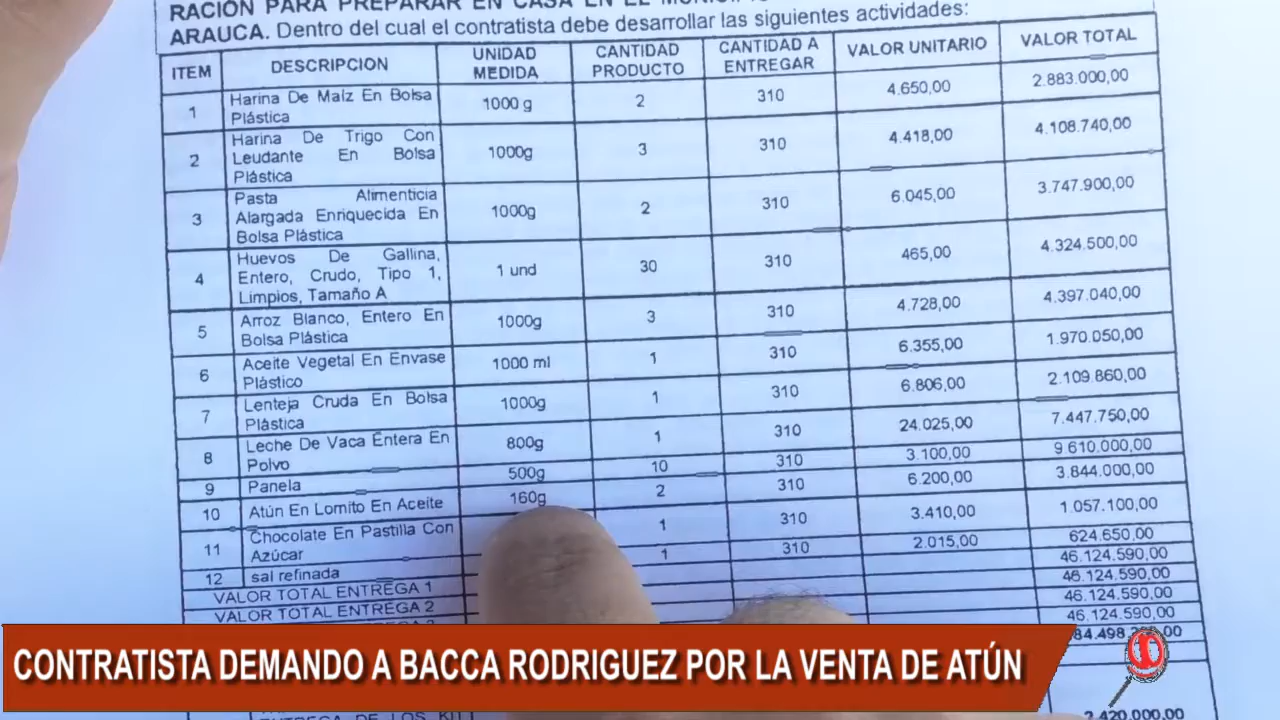 RACIÓN PARA PREPARAR EN CASA EN EL
ARAUCA. Dentro del cual el contratista debe desarrollar las siguientes actividades:
ITEM DESCRIPCION UNIDAD MEDIDA CANTIDAD PRODUCTO CANTIDAD A ENTREGAR VALOR UNITARIO VALOR TOTAL
1 Harina De Maíz En Bolsa Plástica 1000 g 2 310 4.650,00 2.883.000,00
2 Harina De Trigo Con Leudante En Bolsa Plástica 1000g 3 310 4.418,00 4.108.740,00
3 Pasta Alimenticia Alargada Enriquecida En Bolsa Plástica 1000g 2 310 6.045,00 3.747.900,00
4 Huevos De Gallina, Entero, Crudo, Tipo 1, Limpios, Tamaño A 1 und 30 310 465,00 4.324.500,00
5 Arroz Blanco, Entero En Bolsa Plástica 1000g 3 310 4.728,00 4.397.040,00
6 Aceite Vegetal En Envase Plástico 1000 ml 1 310 6.355,00 1.970.050,00
7 Lenteja Cruda En Bolsa Plástica 1000g 1 310 6.806,00 2.109.860,00
8 Leche De Vaca Entera En Polvo 800g 1 310 24.025,00 7.447.750,00
9 Panela 500g 10 310 3.100,00 9.610.000,00
10 Atún En Lomito En Aceite 160g 2 310 6.200,00 3.844.000,00
11 Chocolate En Pastilla Con Azúcar 1 310 3.410,00 1.057.100,00
12 sal refinada 1 310 2.015,00 624.650,00
VALOR TOTAL ENTREGA 1 46.124.590,00
VALOR TOTAL ENTREGA 2 46.124.590,00
46.124.590,00
46.124.590,00
CONTRATISTA DEMANDO A BACCA RODRIGUEZ POR LA VENTA DE ATÚN
2.420.000,00